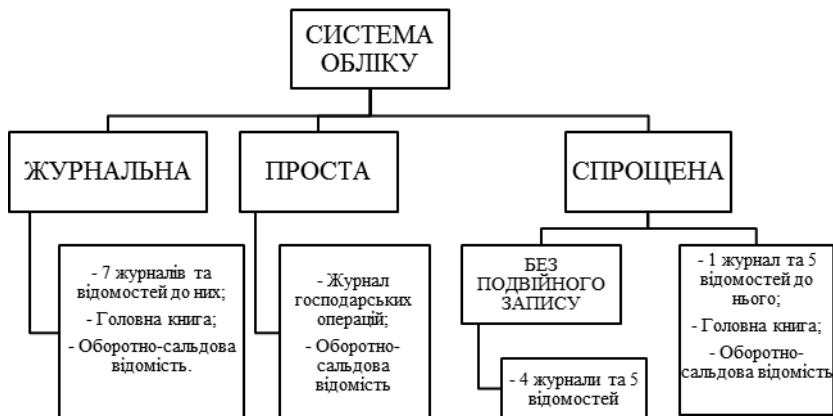 СИСТЕМА
ОБЛІКУ
ЖУРНАЛЬНА
ПРОСТА
СПРОЩЕНА
- 7 журналів та
відомостей до них;
- Головна книга;
- Оборотно-сальдова
відомість.
- Журнал
господарських
операцій;
- Оборотно-
сальдова
відомість
БЕЗ
ПОДВІЙНОГО
ЗАПИСУ
- 4 журнали та 5
відомостей
- 1 журнал та 5
відомостей до
нього;
- Головна книга;
- Оборотно-
сальдова відомість